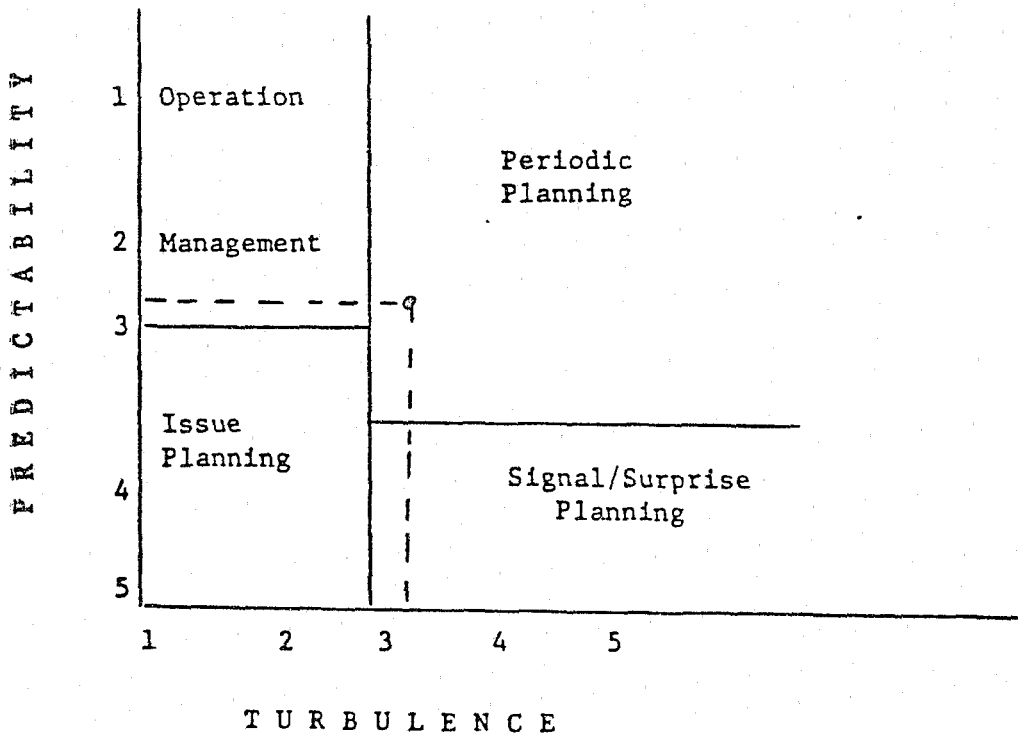 PREDICTABILITY
1 Operation
Periodic
Planning
2 Management
3
Issue
Planning
4
Signal/Surprise
Planning
5
1 2 3 4 5
TURBULENCE